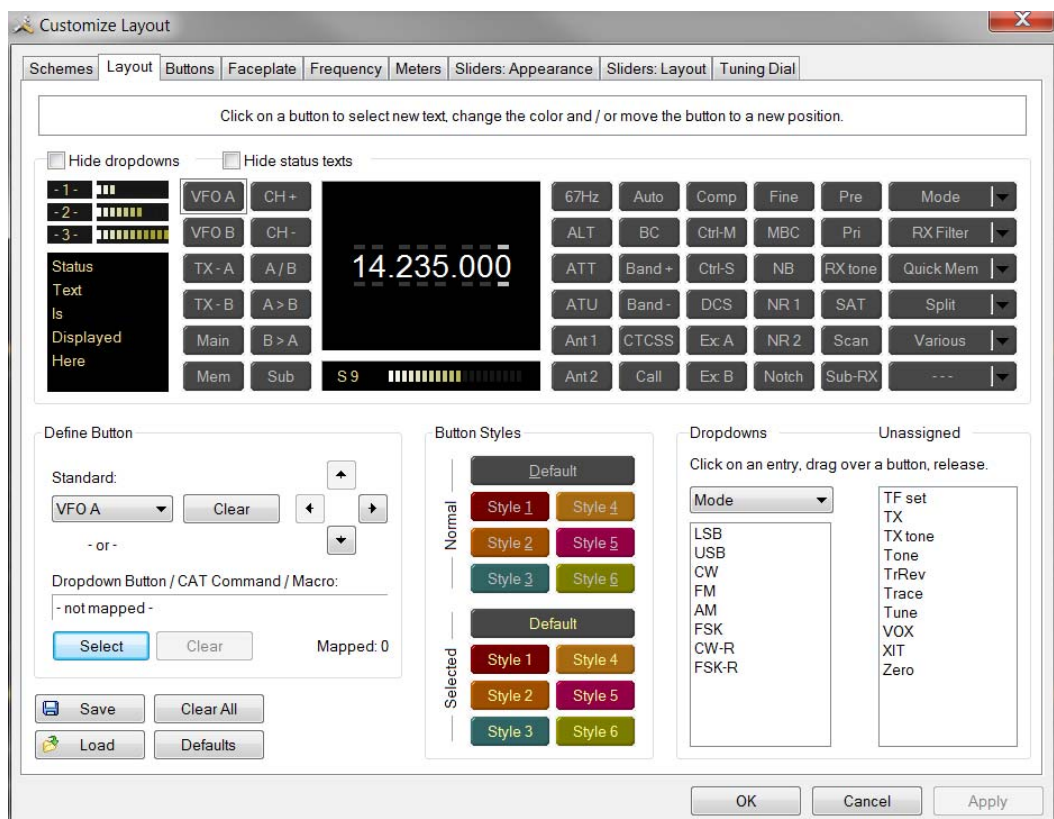 Customize Layout
X
Schemes Layout Buttons Faceplate Frequency Meters Sliders: Appearance Sliders: Layout Tuning Dial
Click on a button to select new text, change the color and / or move the button to a new position.
Hide dropdowns Hide status texts
- 1 -
- 2 -
- 3 -
Status
Text
Is
Displayed
Here
VFO A CH +
VFO B CH -
TX - A A / B
TX - B A > B
Main B > A
Mem Sub
14.235.000
S 9
67Hz Auto Comp Fine Pre Mode
ALT BC Ctrl-M MBC Pri RX Filter
ATT Band + Ctrl-S NB RX tone Quick Mem
ATU Band - DCS NR 1 SAT Split
Ant 1 CTCSS Ex: A NR 2 Scan Various
Ant 2 Call Ex: B Notch Sub-RX - - -
Define Button
Standard:
VFO A Clear
- or -
Dropdown Button / CAT Command / Macro:
- not mapped -
Select Clear Mapped: 0
Save Clear All
Load Defaults
Button Styles
Normal
Default
Style 1 Style 4
Style 2 Style 5
Style 3 Style 6
Selected
Default
Style 1 Style 4
Style 2 Style 5
Style 3 Style 6
Dropdowns Unassigned
Click on an entry, drag over a button, release.
Mode
LSB
USB
CW
FM
AM
FSK
CW-R
FSK-R
TF set
TX
TX tone
Tone
TrRev
Trace
Tune
VOX
XIT
Zero
OK Cancel Apply